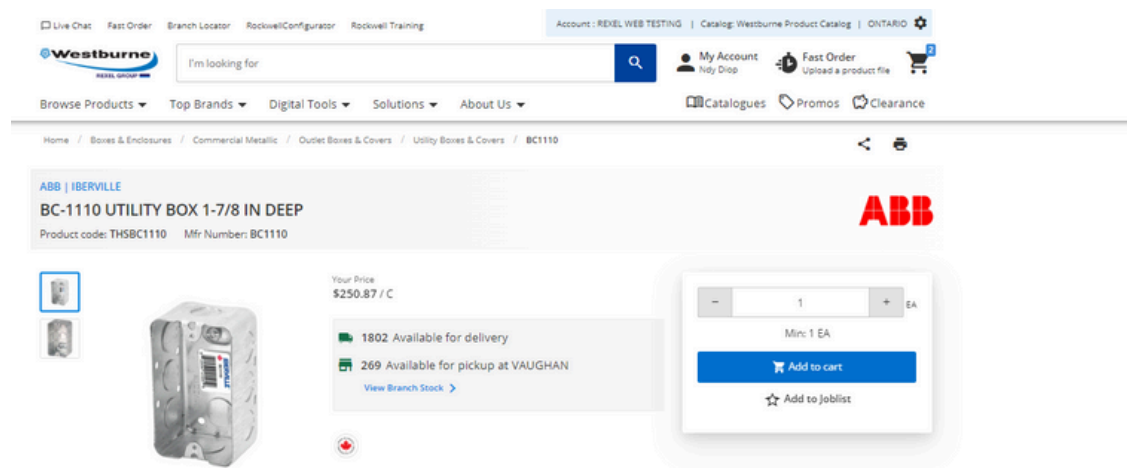 Live Chat Fast Order Branch Locator RockwellConfigurator Rockwell Training
Account : REXEL WEB TESTING | Catalog: Westburne Product Catalog | ONTARIO
Westburne
REXEL GROUP
I'm looking for
My Account
Ndy Diop
Fast Order
Upload a product file
2
Browse Products Top Brands Digital Tools Solutions About Us
Catalogues Promos Clearance
Home / Boxes & Enclosures / Commercial Metallic / Outlet Boxes & Covers / Utility Boxes & Covers / BC1110
ABB | IBERVILLE
BC-1110 UTILITY BOX 1-7/8 IN DEEP
Product code: THSBC1110 Mfr Number: BC1110
ABB
Your Price
$250.87 / C
1802 Available for delivery
269 Available for pickup at VAUGHAN
View Branch Stock
- 1 + EA
Min: 1 EA
Add to cart
Add to Joblist
IBERVILLE